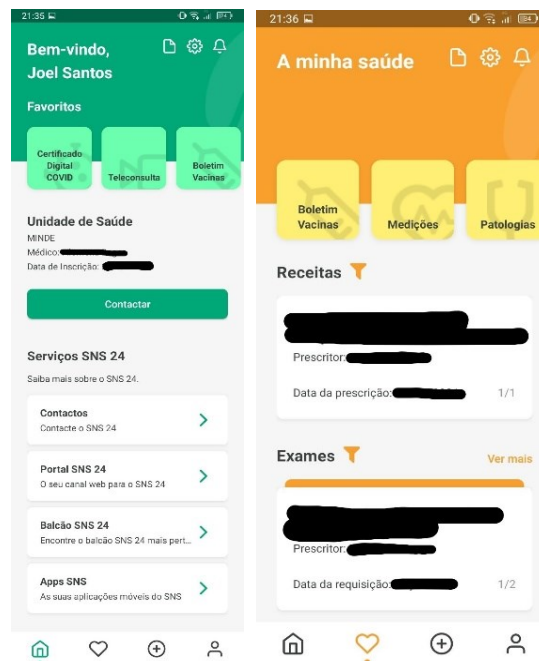 21:35
84
Bem-vindo,
Joel Santos
Favoritos
Certificado
Digital
COVID
Teleconsulta
Boletim
Vacinas
Unidade de Saúde
MINDE
Médico:
Data de Inscrição:
Contactar
Serviços SNS 24
Saiba mais sobre o SNS 24.
Contactos
Contacte o SNS 24
Portal SNS 24
O seu canal web para o SNS 24
Balcão SNS 24
Encontre o balcão SNS 24 mais pert...
Apps SNS
As suas aplicações móveis do SNS
21:36
84
A minha saúde
Boletim
Vacinas
Medições
Patologias
Receitas
Prescritor:
Data da prescrição:
1/1
Exames
Ver mais
Prescritor:
Data da requisição:
1/2